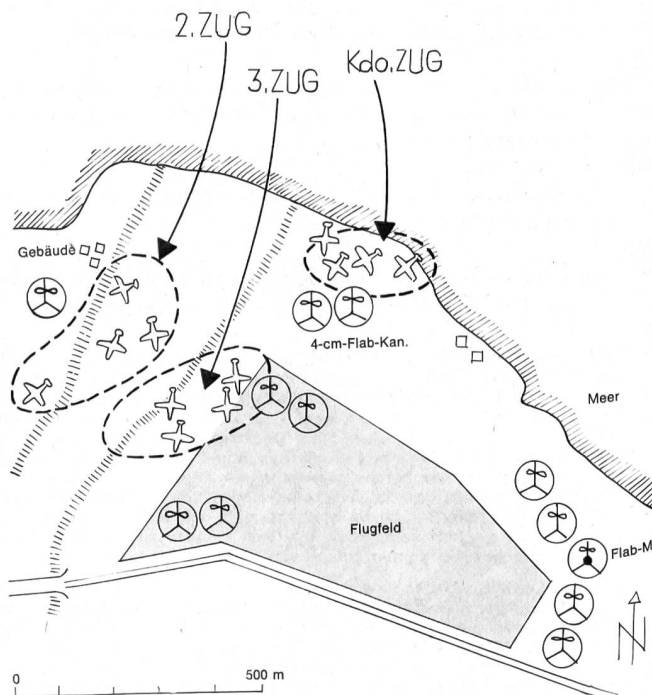 2.ZUG
3.ZUG
Kdo.ZUG
Gebäude
4-cm-Flab-Kan.
Meer
Flugfeld
Flab-M
N
0
500 m